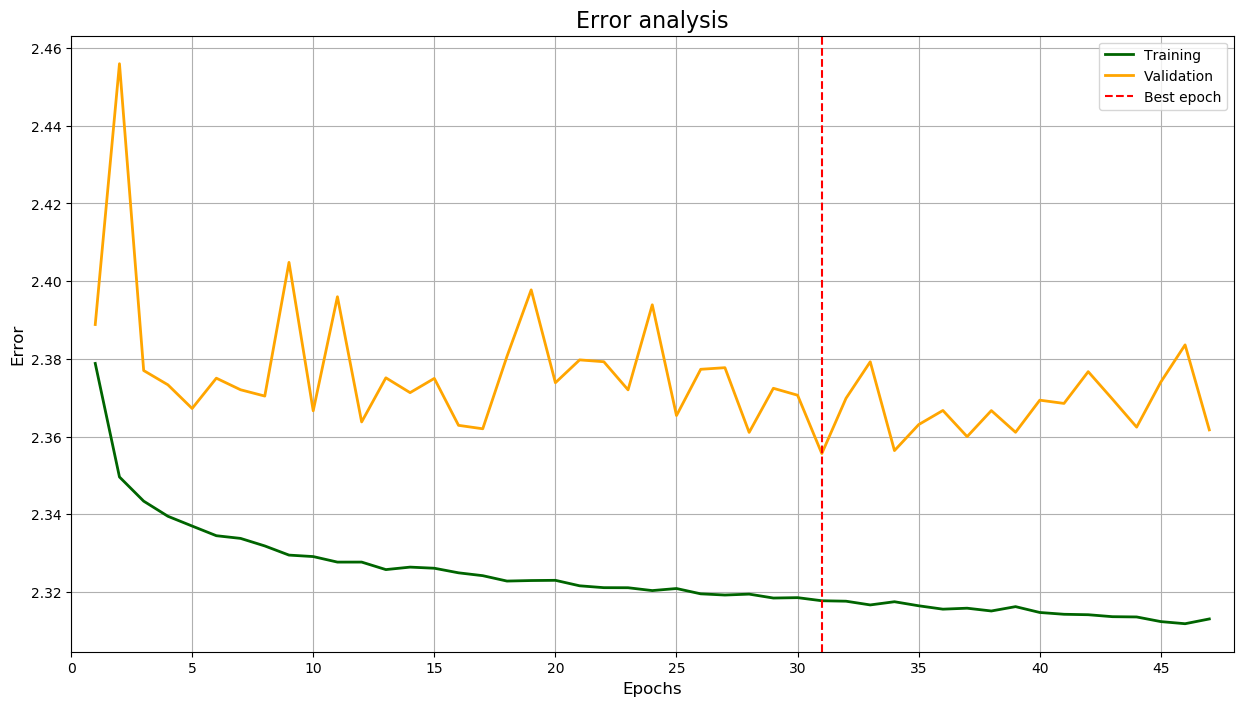 Error analysis
2.46
2.44
2.42
2.40
2.38
2.36
2.34
2.32
Error
Training
Validation
Best epoch
0 5 10 15 20 25 30 35 40 45
Epochs